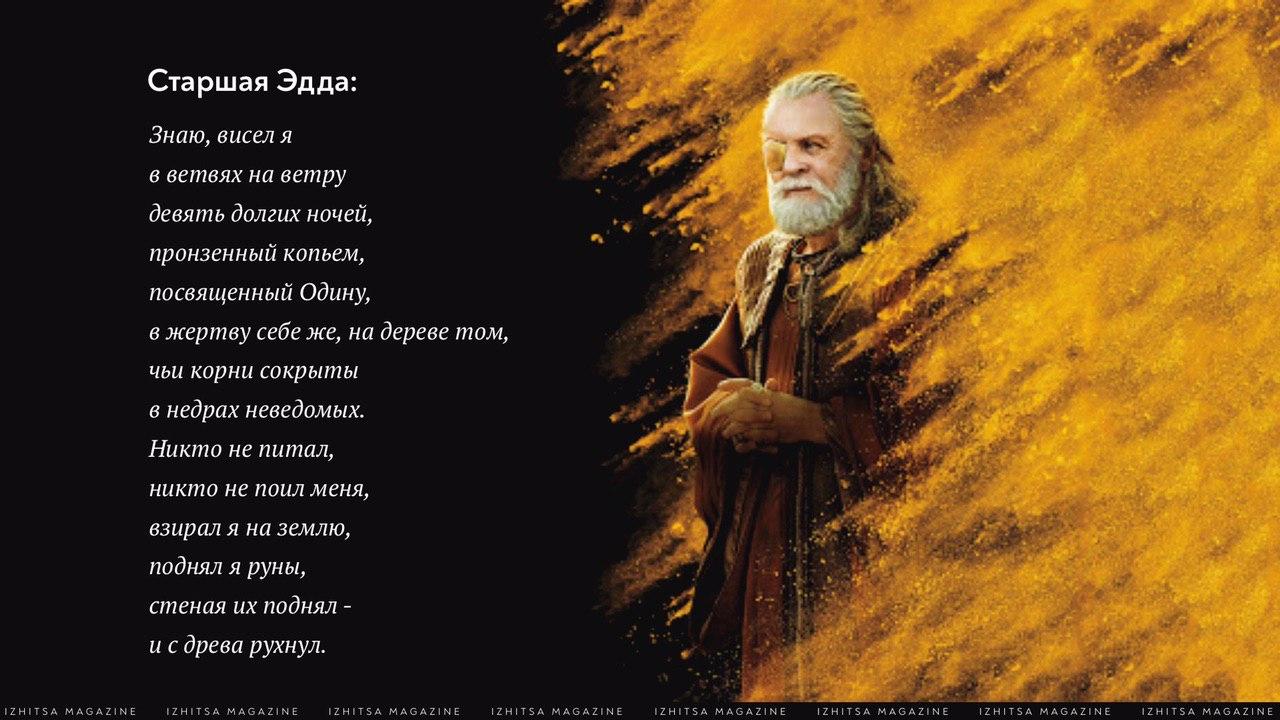 Старшая Эдда:
Знаю, висел я
в ветвях на ветру
девять долгих ночей,
пронзенный копьем,
посвященный Одину,
в жертву себе же, на дереве том,
чьи корни сокрыты
в недрах неведомых.
Никто не питал,
никто не поил меня,
взирал я на землю,
поднял я руны,
стеная их поднял -
и с древа рухнул.
IZHITSA MAGAZINE IZHITSA MAGAZINE IZHITSA MAGAZINE IZHITSA MAGAZINE IZHITSA MAGAZINE IZHITSA MAGAZINE IZHITSA MAGAZINE IZHITSA MAGAZINE